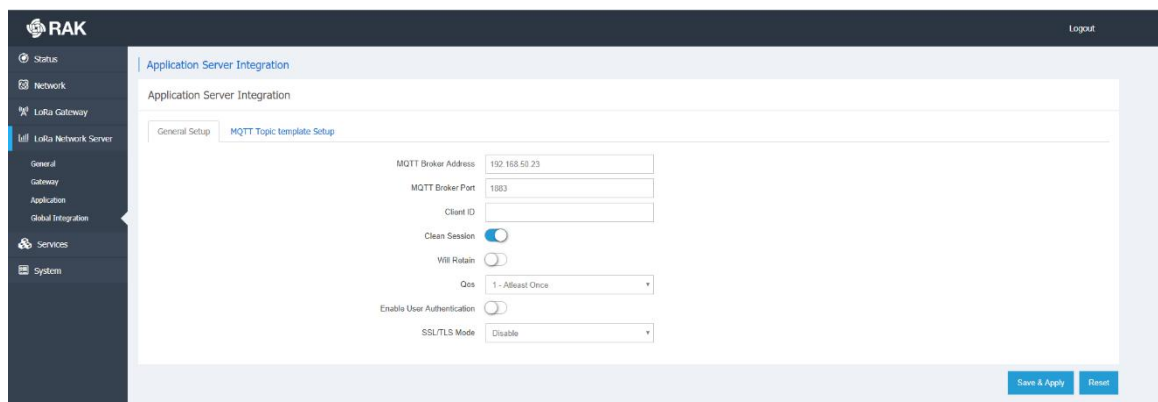 RAK
Logout
Status
Network
LoRa Gateway
LoRa Network Server
General
Gateway
Application
Global Integration
Services
System
Application Server Integration
Application Server Integration
General Setup MQTT Topic template Setup
MQTT Broker Address 192.168.50.23
MQTT Broker Port 1883
Client ID
Clean Session
Will Retain
Qos 1 - Atleast Once
Enable User Authentication
SSL/TLS Mode Disable
Save & Apply Reset